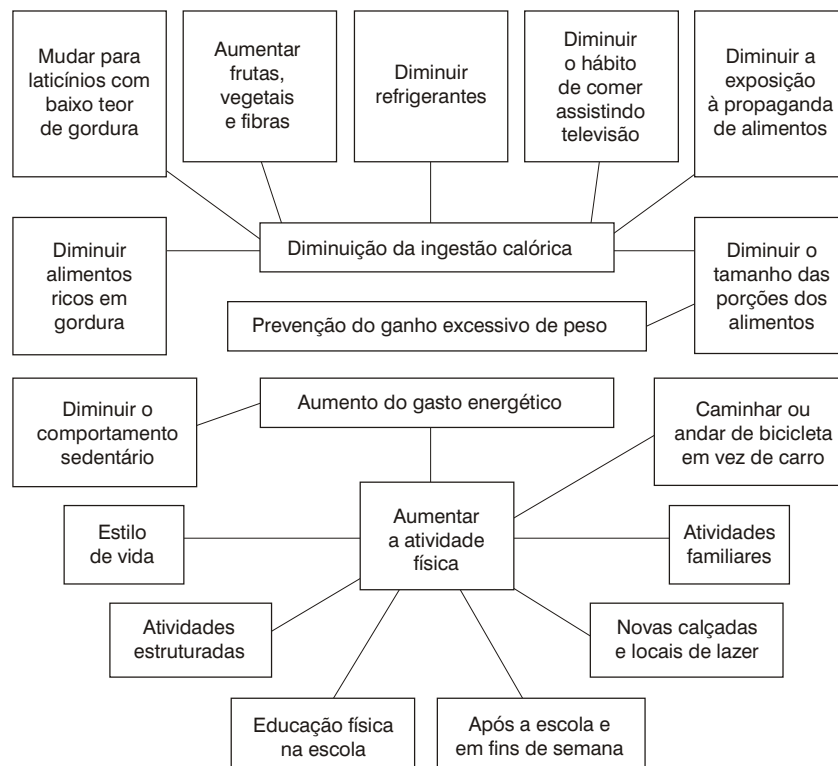 Mudar para
laticínios com
baixo teor
de gordura
Aumentar
frutas,
vegetais
e fibras
Diminuir
refrigerantes
Diminuir
o hábito
de comer
assistindo
televisão
Diminuir a
exposição
à propaganda
de alimentos
Diminuir
alimentos
ricos em
gordura
Diminuição da ingestão calórica
Diminuir o
tamanho das
porções dos
alimentos
Prevenção do ganho excessivo de peso
Diminuir o
comportamento
sedentário
Aumento do gasto energético
Caminhar ou
andar de bicicleta
em vez de carro
Estilo
de vida
Aumentar
a atividade
física
Atividades
familiares
Atividades
estruturadas
Novas calçadas
e locais de lazer
Educação física
na escola
Após a escola e
em fins de semana